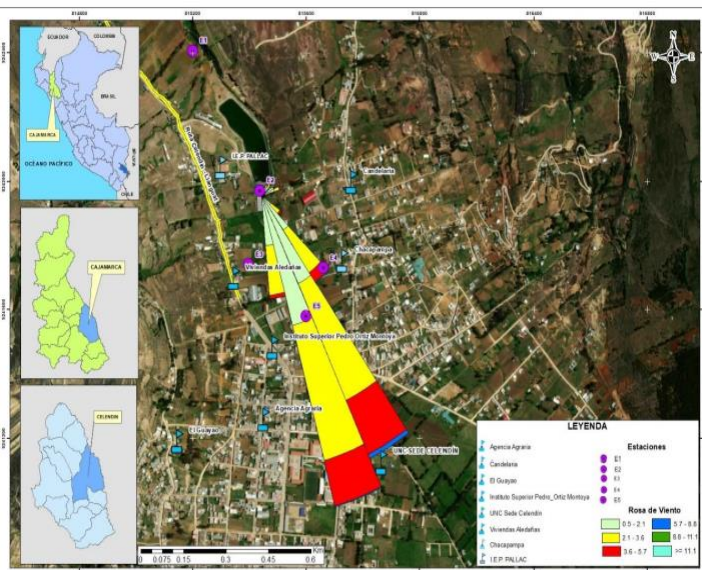 ECUADOR
COLOMBIA
BRASIL
CAJAMARCA
OCÉANO PACÍFICO
CHILE
CAJAMARCA
CELENDIN
E1
N
W
E
S
I.E.P PALLAC
Candelaria
E2
E3
E4
Chacapampa
Viviendas Aledañas
E5
Instituto Superior Pedro Ortiz Montoya
Agencia Agraria
El Guayao
UNC SEDE CELENDIN
0 0.075 0.15 0.3 0.45 0.6
Km
LEYENDA
Agencia Agraria
Candelaria
El Guayao
Instituto Superior Pedro_Ortiz Montoya
UNC Sede Celendín
Viviendas Aledañas
Chacapampa
I.E.P PALLAC
Estaciones
E1
E2
E3
E4
E5
Rosa de Viento
0.5 - 2.1
2.1 - 3.6
3.6 - 5.7
5.7 - 8.8
8.8 - 11.1
>= 11.1